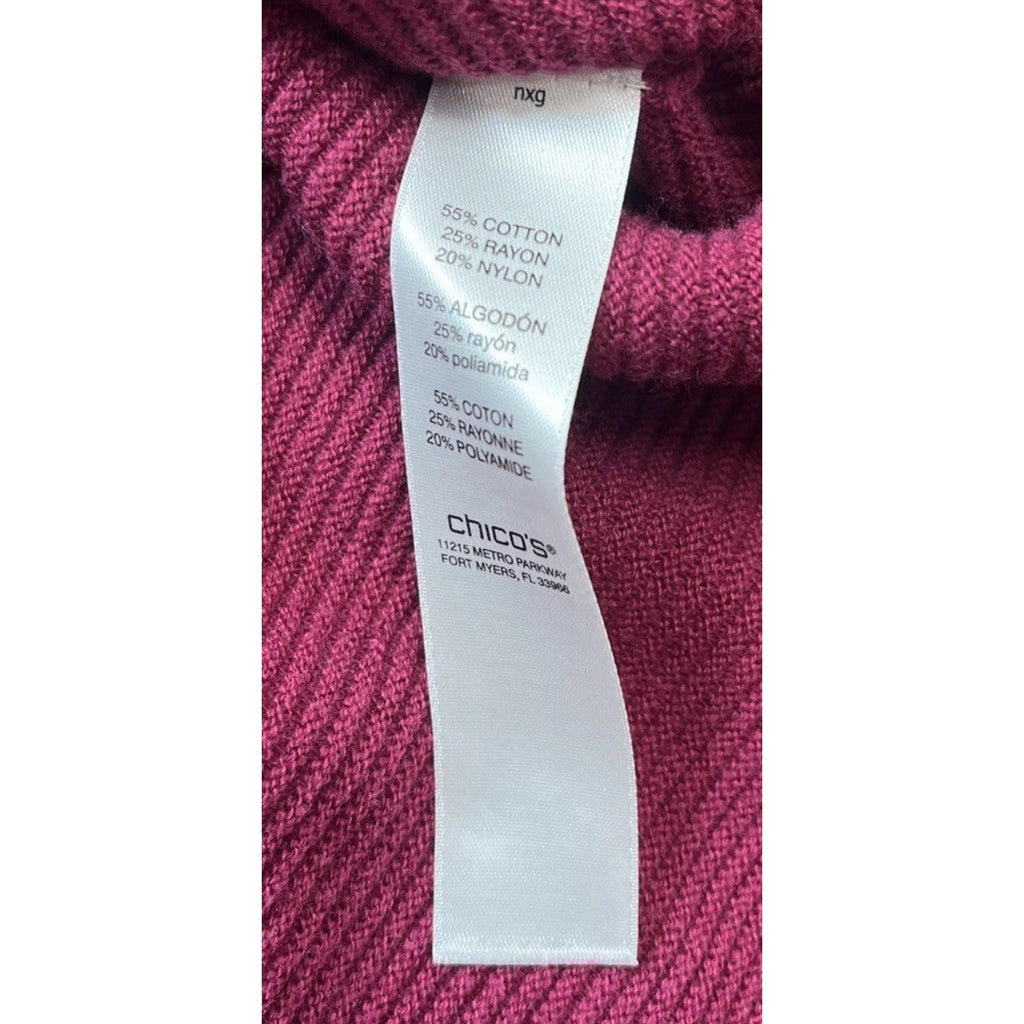 nxg
55% COTTON
25% RAYON
20% NYLON
55% ALGODÓN
25% rayón
20% poliamida
55% COTON
25% RAYONNE
20% POLYAMIDE
chico's®
11215 METRO PARKWAY
FORT MYERS, FL 33966